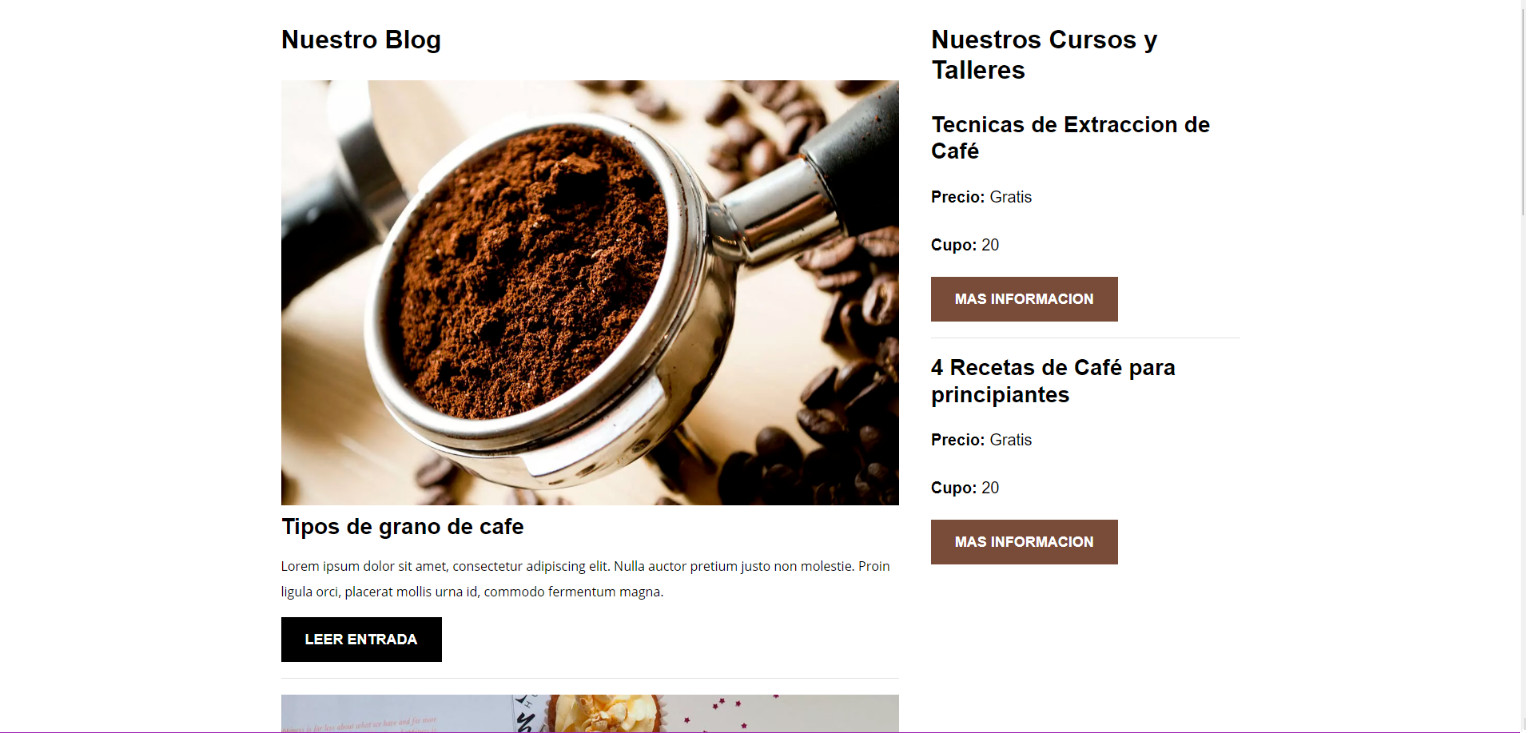 Nuestro Blog
Tipos de grano de cafe
Lorem ipsum dolor sit amet, consectetur adipiscing elit. Nulla auctor pretium justo non molestie. Proin
ligula orci, placerat mollis urna id, commodo fermentum magna.
LEER ENTRADA
Nuestros Cursos y
Talleres
Tecnicas de Extraccion de
Café
Precio: Gratis
Cupo: 20
MAS INFORMACION
4 Recetas de Café para
principiantes
Precio: Gratis
Cupo: 20
MAS INFORMACION